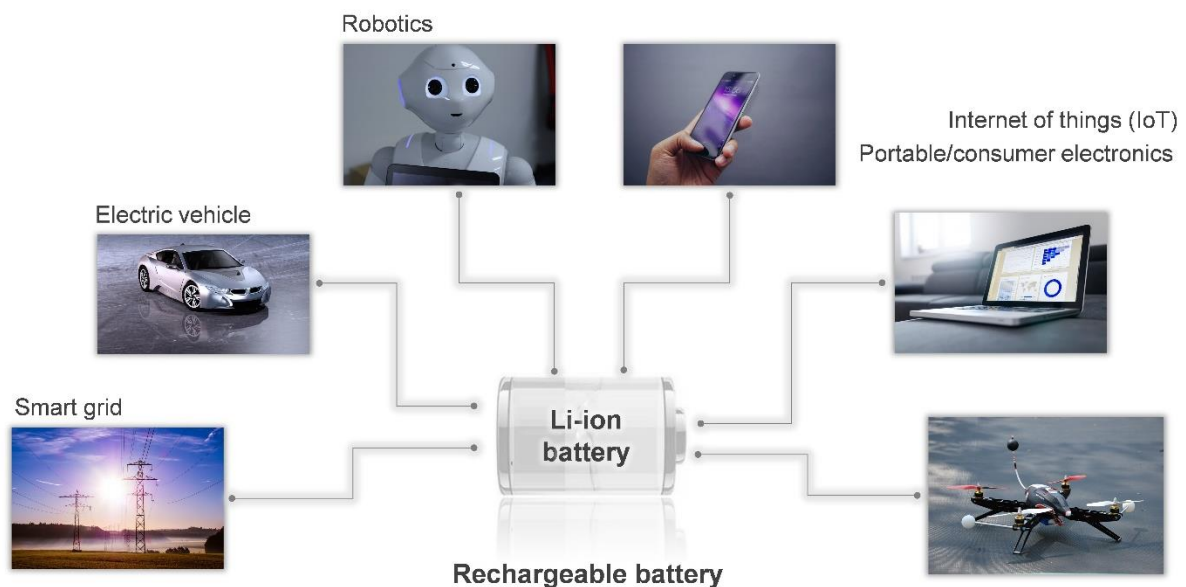 Robotics
Internet of things (IoT)
Portable/consumer electronics
Electric vehicle
Smart grid
Li-ion
battery
Rechargeable battery